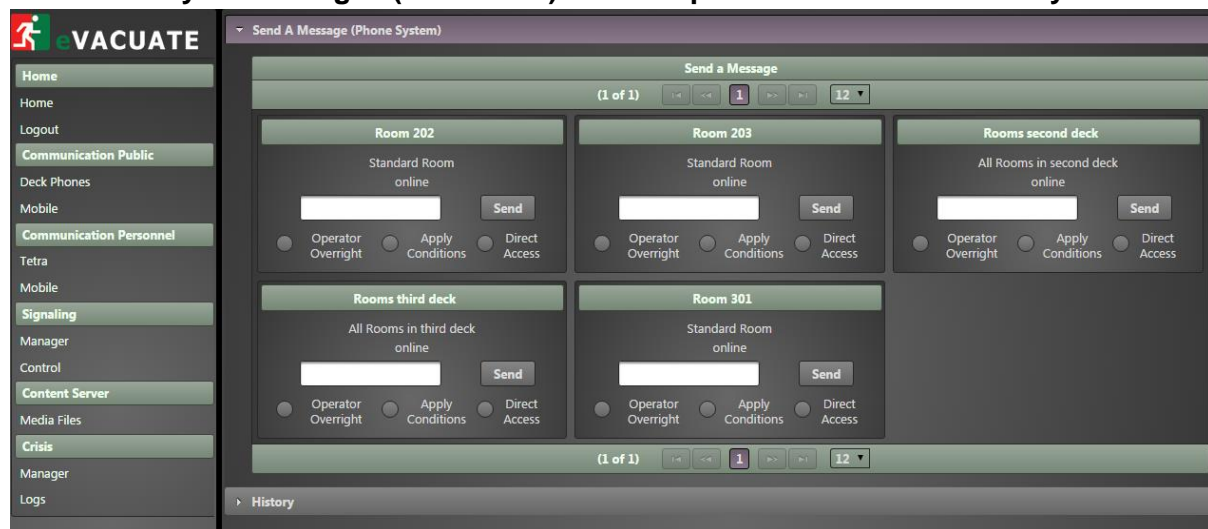 eVACUATE
Home
Home
Logout
Communication Public
Deck Phones
Mobile
Communication Personnel
Tetra
Mobile
Signaling
Manager
Control
Content Server
Media Files
Crisis
Manager
Logs
Send A Message (Phone System)
Send a Message
(1 of 1) 1 12
Room 202
Standard Room
online
Send
Operator Overright
Apply Conditions
Direct Access
Room 203
Standard Room
online
Send
Operator Overright
Apply Conditions
Direct Access
Rooms second deck
All Rooms in second deck
online
Send
Operator Overright
Apply Conditions
Direct Access
Rooms third deck
All Rooms in third deck
online
Send
Operator Overright
Apply Conditions
Direct Access
Room 301
Standard Room
online
Send
Operator Overright
Apply Conditions
Direct Access
(1 of 1) 1 12
History